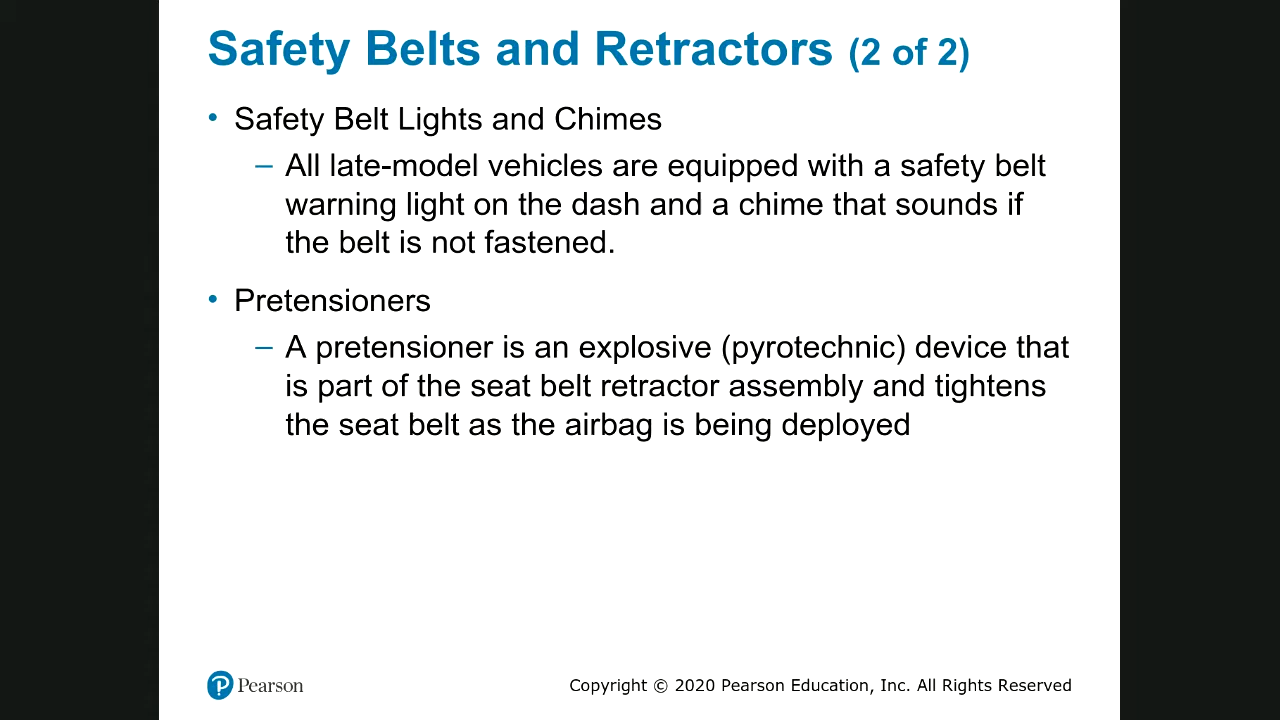 Safety Belts and Retractors (2 of 2)
• Safety Belt Lights and Chimes
– All late-model vehicles are equipped with a safety belt
warning light on the dash and a chime that sounds if
the belt is not fastened.
• Pretensioners
– A pretensioner is an explosive (pyrotechnic) device that
is part of the seat belt retractor assembly and tightens
the seat belt as the airbag is being deployed
Pearson
Copyright © 2020 Pearson Education, Inc. All Rights Reserved